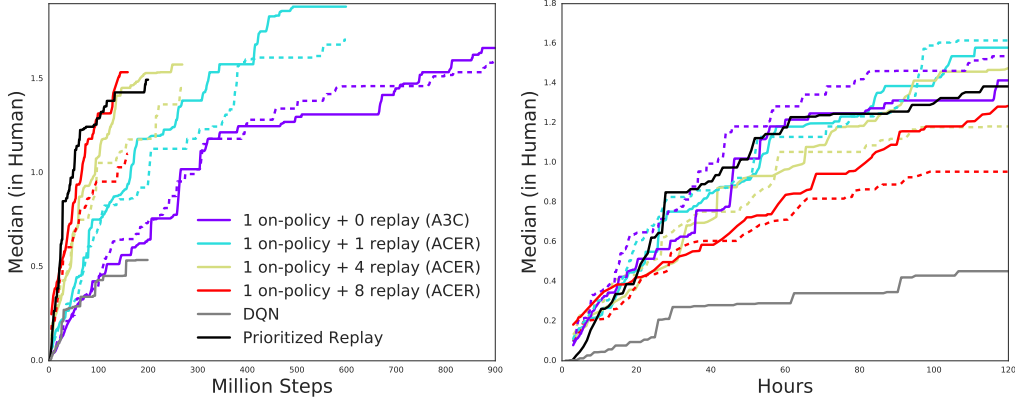 Median (in Human)
1.5
1.0
0.5
0.0
1 on-policy + 0 replay (A3C)
1 on-policy + 1 replay (ACER)
1 on-policy + 4 replay (ACER)
1 on-policy + 8 replay (ACER)
DQN
Prioritized Replay
0 100 200 300 400 500 600 700 800 900
Million Steps
Median (in Human)
1.8
1.6
1.4
1.2
1.0
0.8
0.6
0.4
0.2
0.0
0 20 40 60 80 100 120
Hours